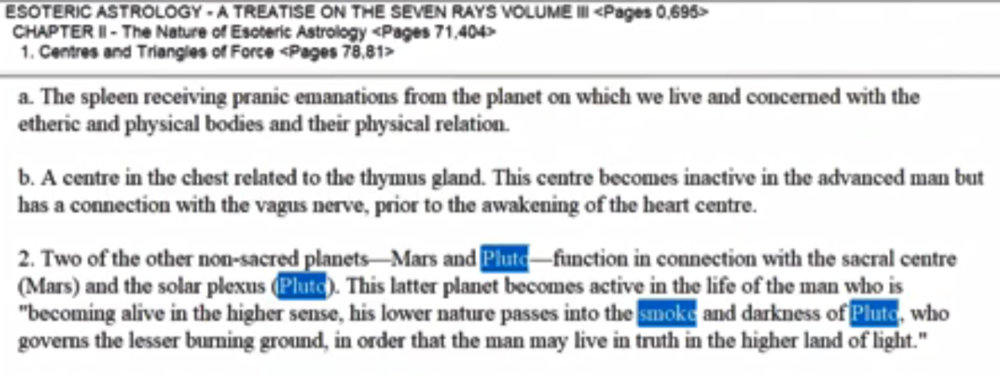 ESOTERIC ASTROLOGY - A TREATISE ON THE SEVEN RAYS VOLUME III <Pages 0,695>
CHAPTER II - The Nature of Esoteric Astrology <Pages 71,404>
1. Centres and Triangles of Force <Pages 78,81>
a. The spleen receiving pranic emanations from the planet on which we live and concerned with the
etheric and physical bodies and their physical relation.
b. A centre in the chest related to the thymus gland. This centre becomes inactive in the advanced man but
has a connection with the vagus nerve, prior to the awakening of the heart centre.
2. Two of the other non-sacred planets—Mars and Pluto—function in connection with the sacral centre
(Mars) and the solar plexus (Pluto). This latter planet becomes active in the life of the man who is
"becoming alive in the higher sense, his lower nature passes into the smoke and darkness of Pluto, who
governs the lesser burning ground, in order that the man may live in truth in the higher land of light."